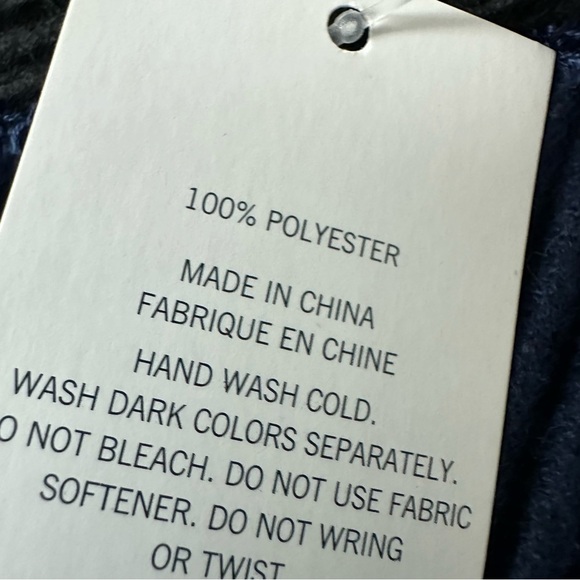 100% POLYESTER
MADE IN CHINA
FABRIQUE EN CHINE
HAND WASH COLD.
WASH DARK COLORS SEPARATELY.
O NOT BLEACH. DO NOT USE FABRIC
SOFTENER. DO NOT WRING
OR TWIST